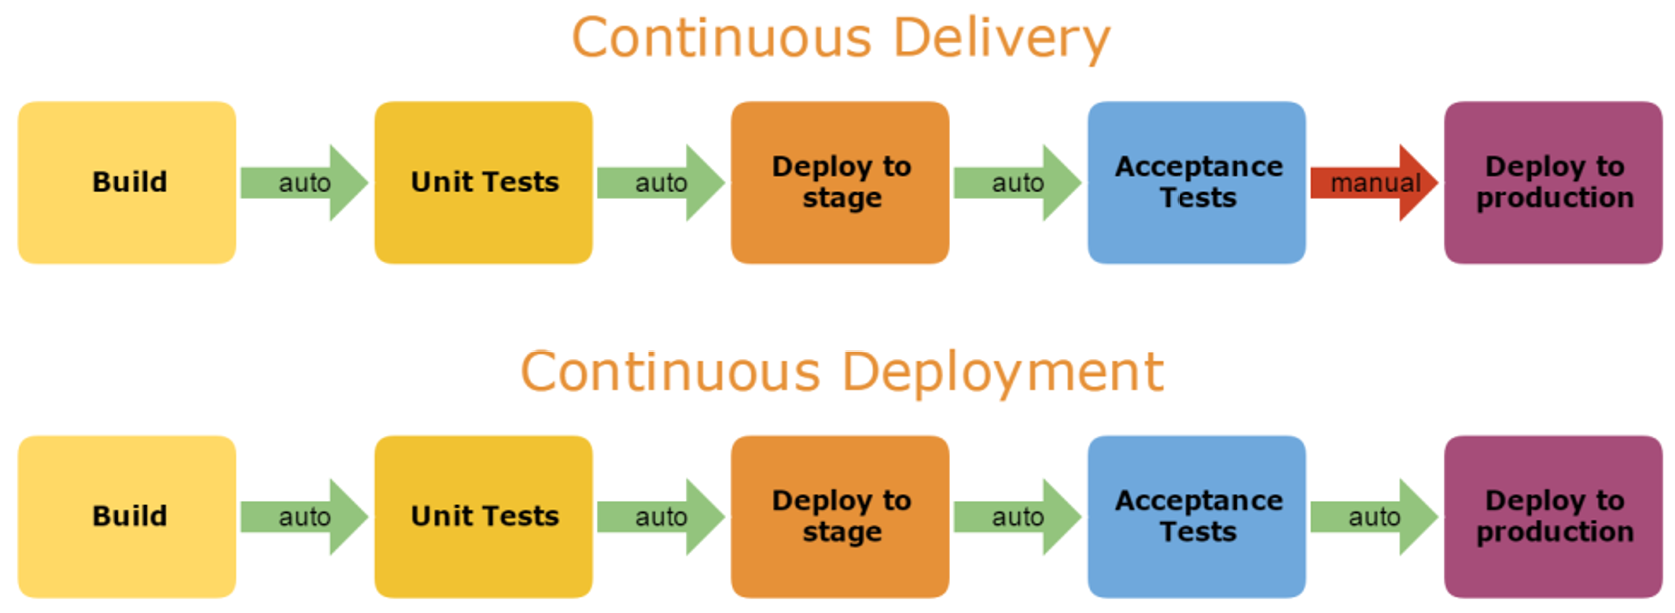 Continuous Delivery
Build
auto
Unit Tests
auto
Deploy to
stage
auto
Acceptance
Tests
manual
Deploy to
production
Continuous Deployment
Build
auto
Unit Tests
auto
Deploy to
stage
auto
Acceptance
Tests
auto
Deploy to
production